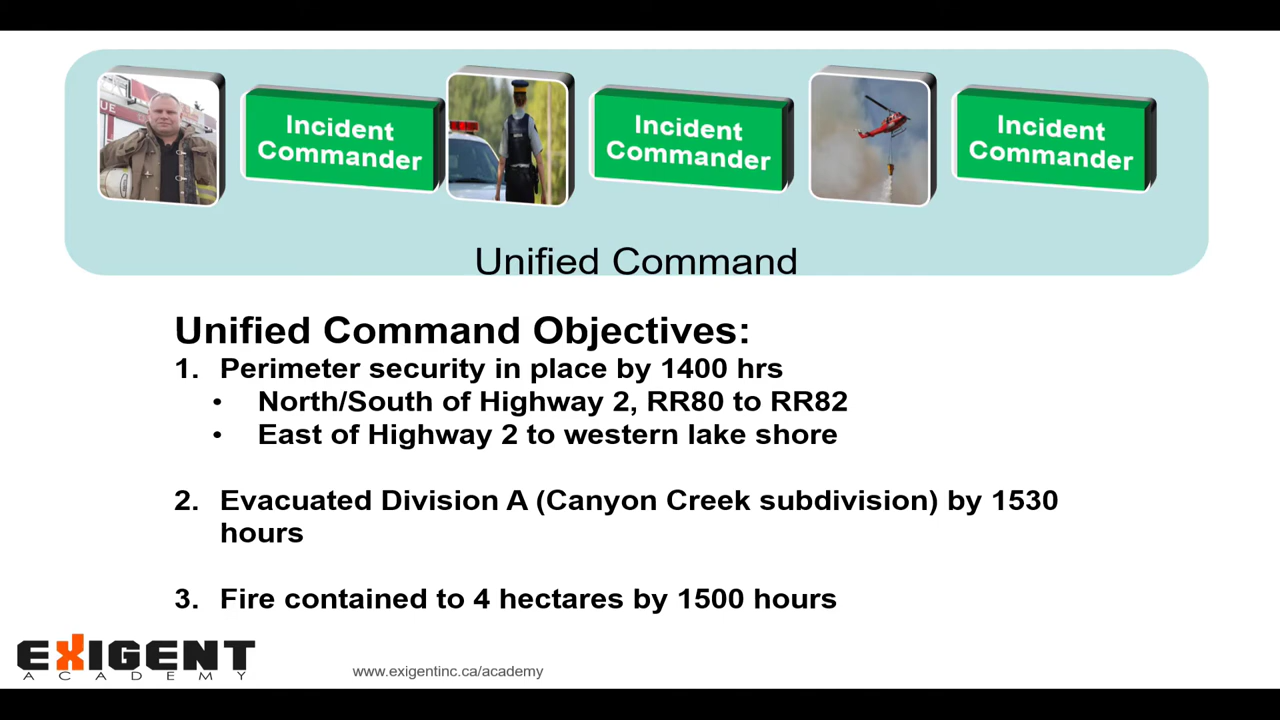 UE
Incident
Commander
Incident
Commander
Incident
Commander
Unified Command
Unified Command Objectives:
1. Perimeter security in place by 1400 hrs
• North/South of Highway 2, RR80 to RR82
• East of Highway 2 to western lake shore
2. Evacuated Division A (Canyon Creek subdivision) by 1530
hours
3. Fire contained to 4 hectares by 1500 hours
EXIGENT
ACADEMY
www.exigentinc.ca/academy